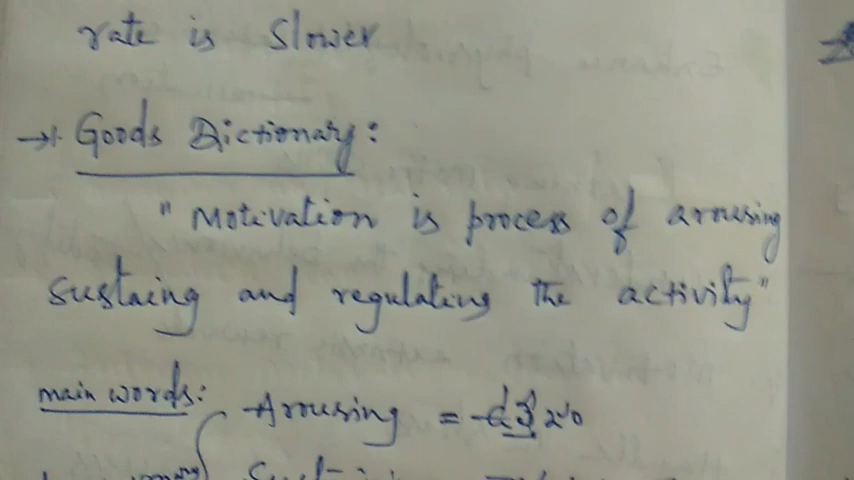 rate is slower
→ Goods Dictionary:
" Motivation is process of arousing
sustaing and regulating the activity"
main words: Arousing =